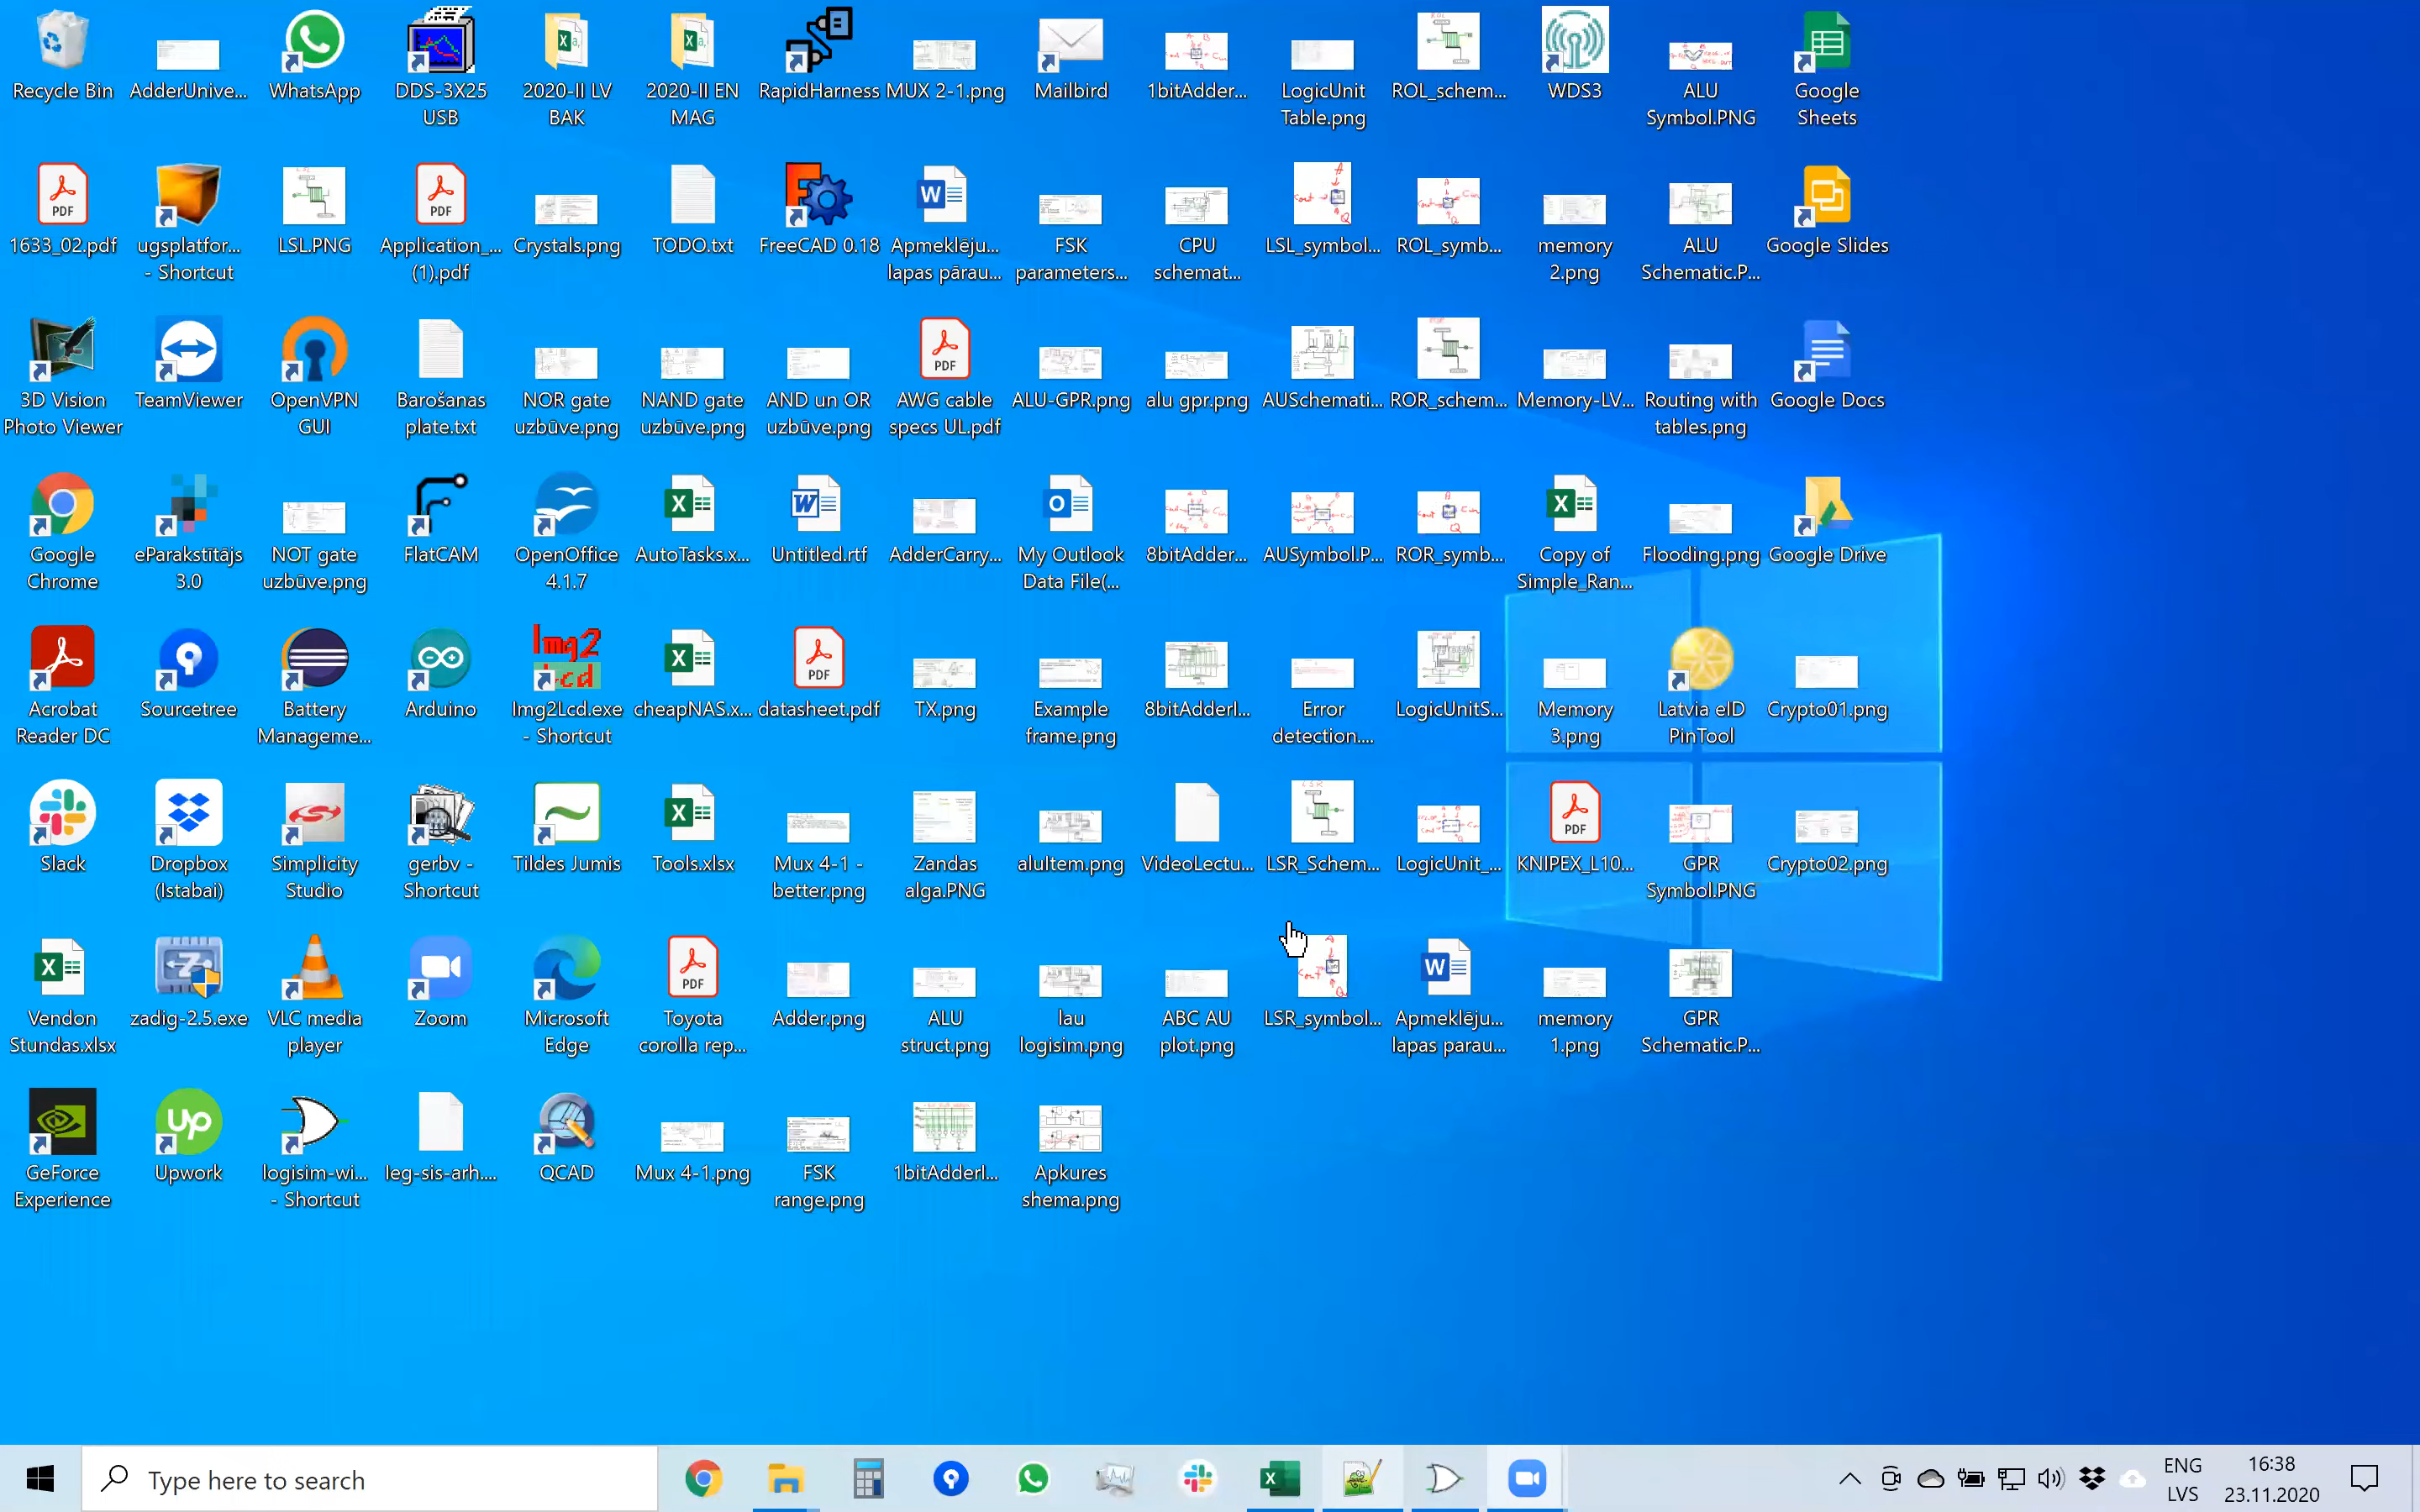 Recycle Bin
AdderUnive...
WhatsApp
DDS-3X25
USB
2020-II LV
BAK
2020-II EN
MAG
RapidHarness
MUX 2-1.png
Mailbird
1bitAdder...
LogicUnit
Table.png
ROL_schem...
WDS3
ALU
Symbol.PNG
Google
Sheets
PDF
1633_02.pdf
ugsplatfor...
- Shortcut
LSL.PNG
PDF
Application_...
(1).pdf
Crystals.png
TODO.txt
FreeCAD 0.18
Apmeklēju...
lapas pārau...
FSK
parameters...
CPU
schemat...
LSL_symbol...
ROL_symb...
memory
2.png
ALU
Schematic.P...
Google Slides
3D Vision
Photo Viewer
TeamViewer
OpenVPN
GUI
Barošanas
plate.txt
NOR gate
uzbūve.png
NAND gate
uzbūve.png
AND un OR
uzbūve.png
PDF
AWG cable
specs UL.pdf
ALU-GPR.png
alu gpr.png
AUSchemati...
ROR_schem...
Memory-LV...
Routing with
tables.png
Google Docs
Google
Chrome
eParakstītājs
3.0
NOT gate
uzbūve.png
FlatCAM
OpenOffice
4.1.7
AutoTasks.x...
Untitled.rtf
AdderCarry...
My Outlook
Data File(...
8bitAdder...
AUSymbol.P...
ROR_symb...
Copy of
Simple_Ran...
Flooding.png
Google Drive
Acrobat
Reader DC
Sourcetree
Battery
Manageme...
Arduino
Img2
Lcd
Img2Lcd.exe
- Shortcut
cheapNAS.x...
PDF
datasheet.pdf
TX.png
Example
frame.png
8bitAdderI...
Error
detection....
LogicUnitS...
Memory
3.png
Latvia eID
PinTool
Crypto01.png
Slack
Dropbox
(Istabai)
Simplicity
Studio
gerbv -
Shortcut
Tildes Jumis
Tools.xlsx
Mux 4-1 -
better.png
Zandas
alga.PNG
aluItem.png
VideoLectu...
LSR_Schem...
LogicUnit_...
PDF
KNIPEX_L10...
GPR
Symbol.PNG
Crypto02.png
Vendon
Stundas.xlsx
zadig-2.5.exe
VLC media
player
Zoom
Microsoft
Edge
PDF
Toyota
corolla rep...
Adder.png
ALU
struct.png
lau
logisim.png
ABC AU
plot.png
LSR_symbol...
Apmeklēju...
lapas parau...
memory
1.png
GPR
Schematic.P...
GeForce
Experience
Up
Upwork
logisim-wi...
- Shortcut
leg-sis-arh....
QCAD
Mux 4-1.png
FSK
range.png
1bitAdderI...
Apkures
shema.png
Type here to search
ENG
LVS
16:38
23.11.2020